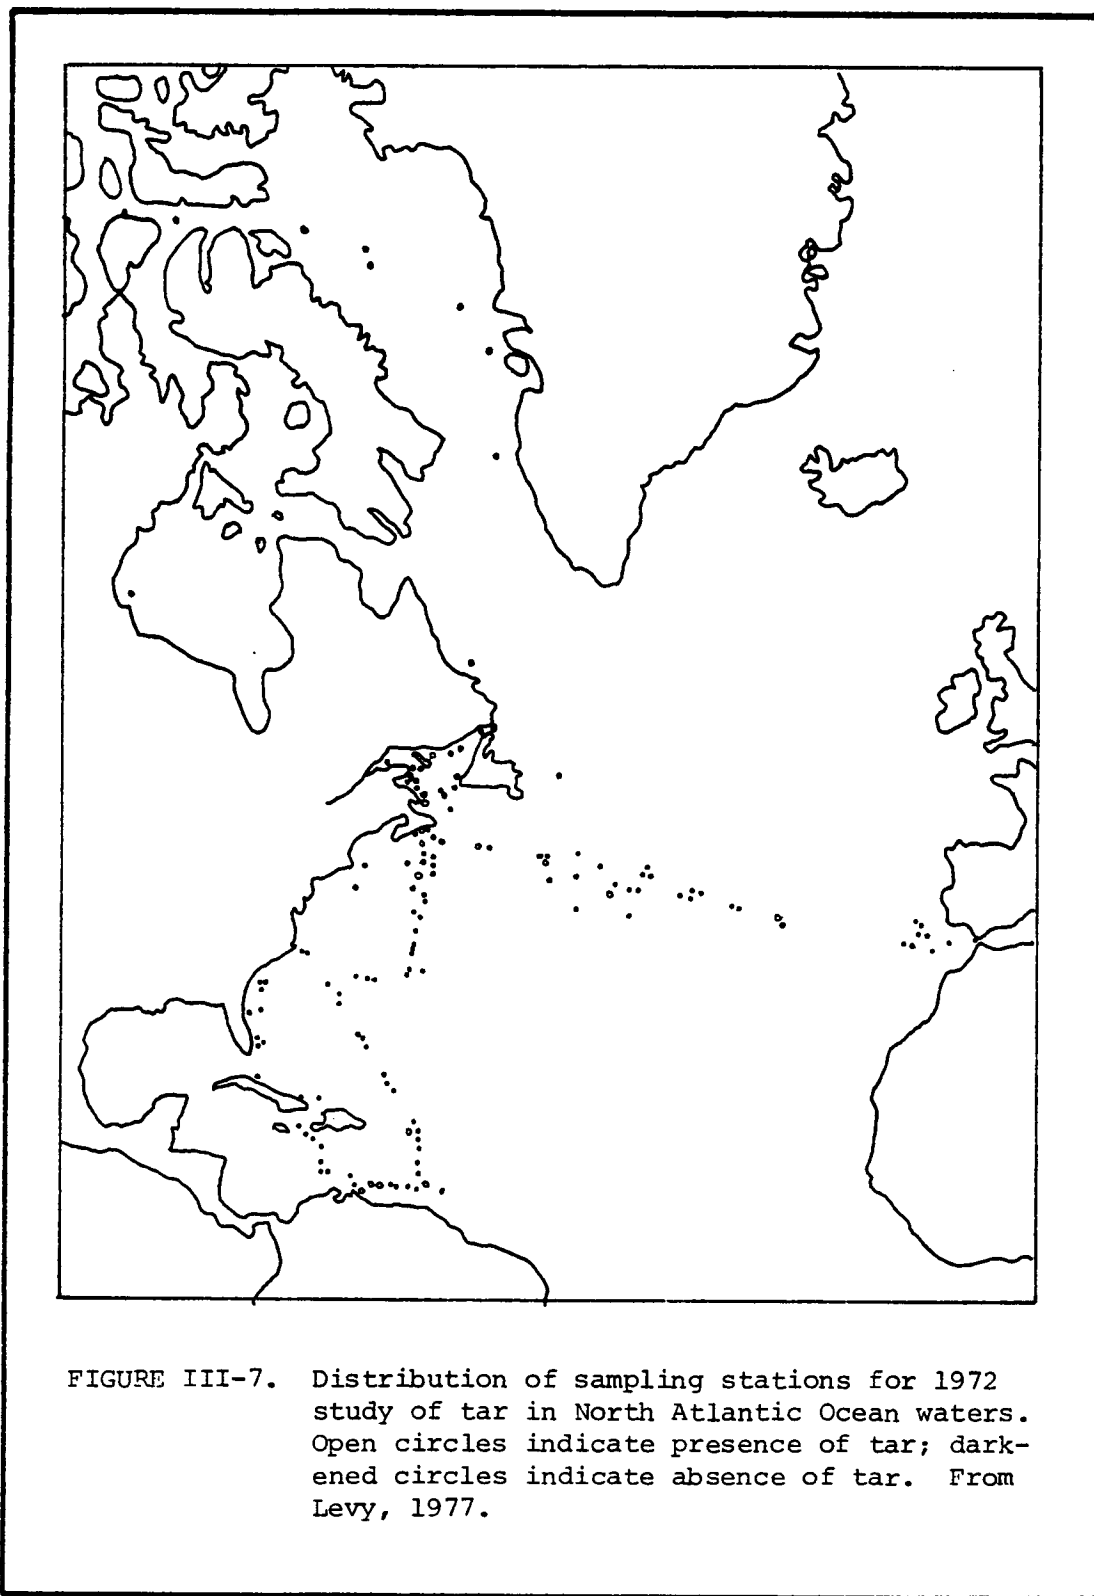 FIGURE III-7. Distribution of sampling stations for 1972
study of tar in North Atlantic Ocean waters.
Open circles indicate presence of tar; dark-
ened circles indicate absence of tar. From
Levy, 1977.